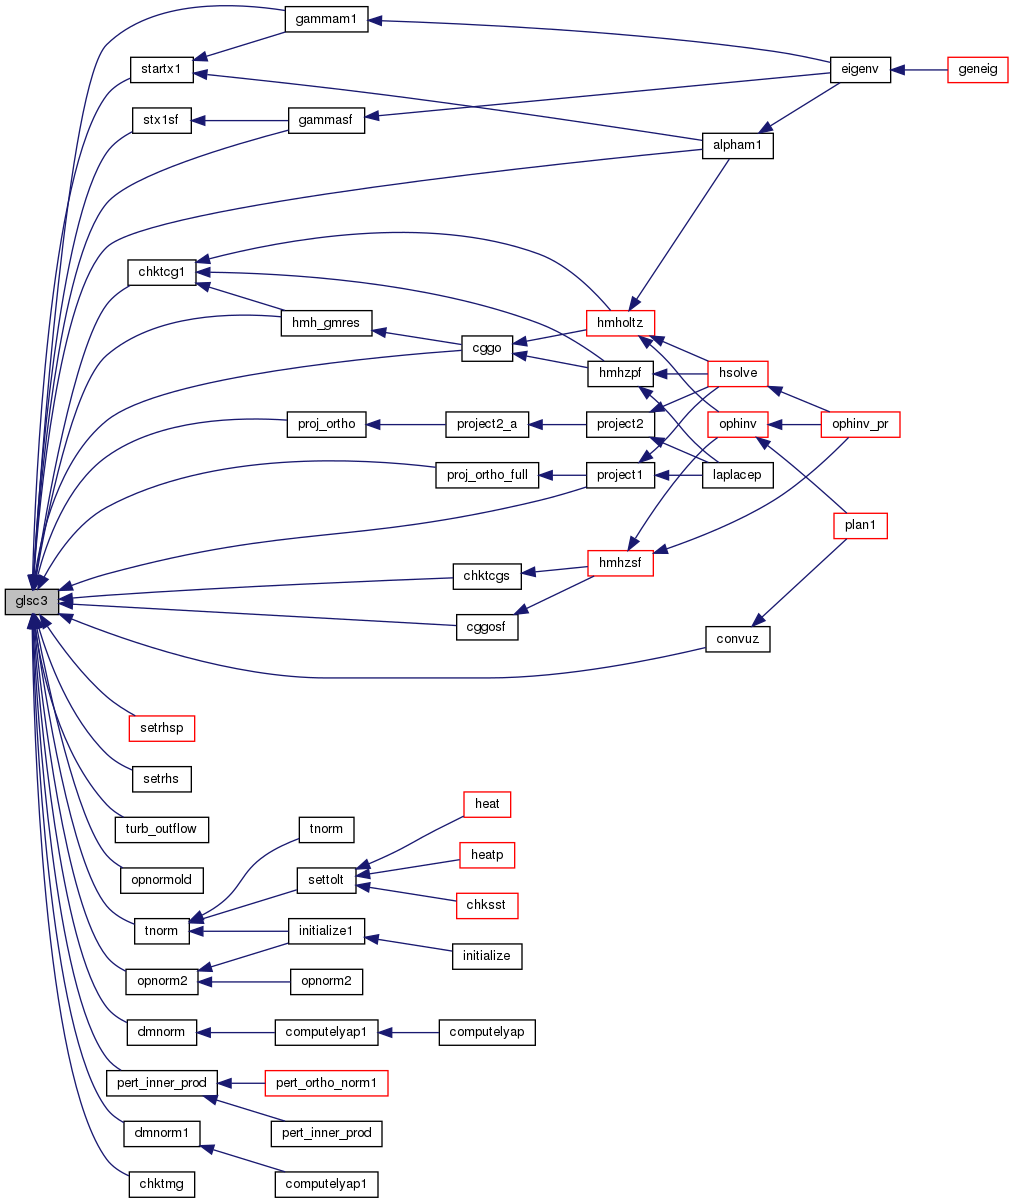 gammam1
startx1
eigenv
geneig
stx1sf
gammasf
alpham1
chktcg1
hmh_gmres
hmholtz
cggo
hmhzpf
hsolve
proj_ortho
project2_a
project2
ophinv
ophinv_pr
proj_ortho_full
project1
laplacep
plan1
chktcgs
hmhzsf
glsc3
cggosf
convuz
setrhsp
setrhs
turb_outflow
tnorm
heat
heatp
opnormold
settolt
chksst
tnorm
initialize1
initialize
opnorm2
opnorm2
dmnorm
computelyap1
computelyap
pert_inner_prod
pert_ortho_norm1
dmnorm1
pert_inner_prod
chktmg
computelyap1